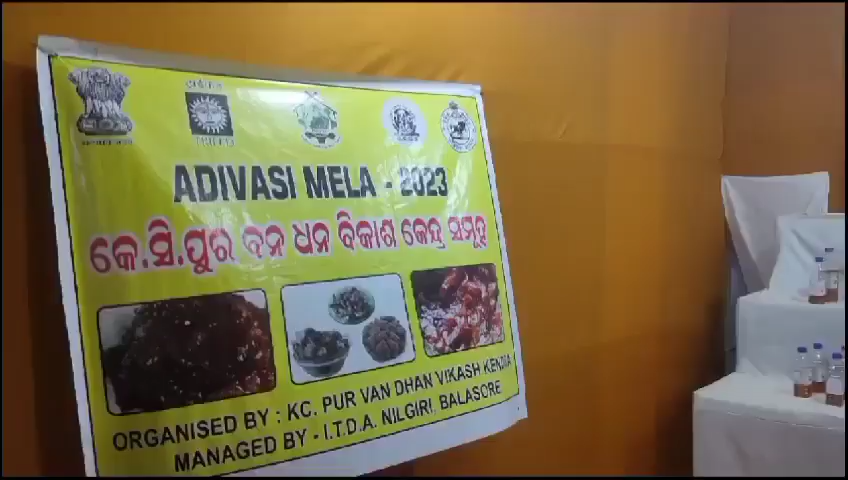 ADIVASI MELA - 2023
କେ.ସି.ପୁର ବନ ଧନ ବିକାଶ କେନ୍ଦ୍ର ସମୂହ
ORGANISED BY : KC. PUR VAN DHAN VIKASH KENDRA
MANAGED BY - I.T.D.A. NILGIRI, BALASORE